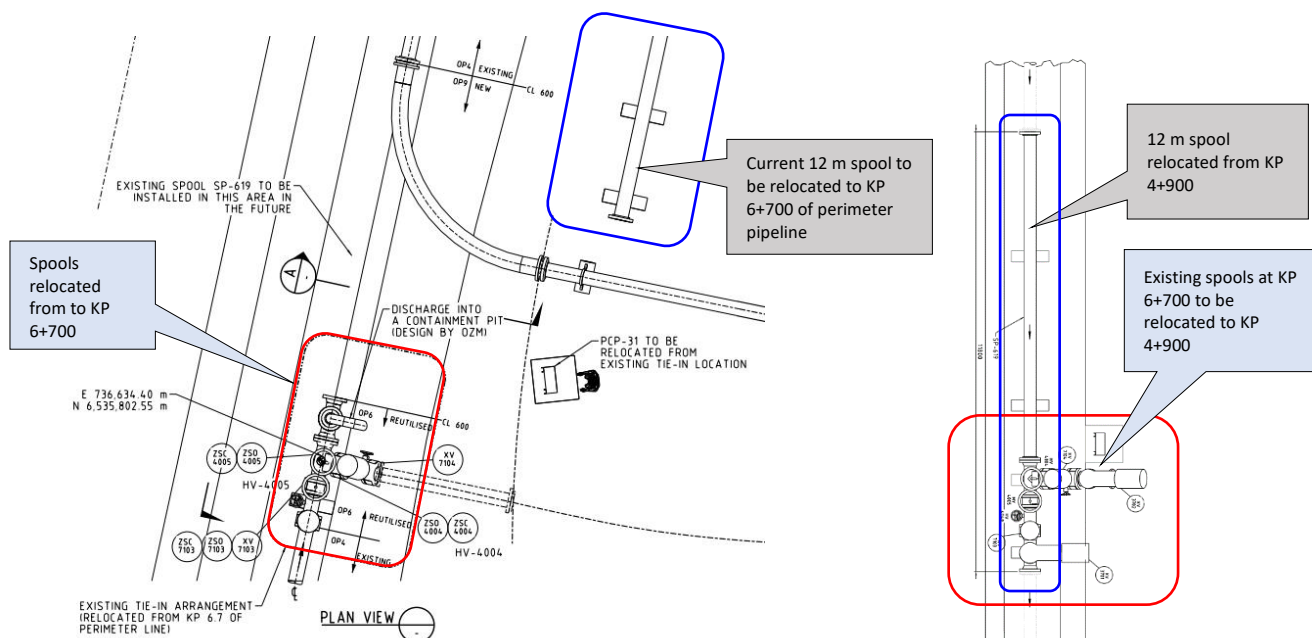 OP4 EXISTING
OP9 NEW
CL 600
EXISTING SPOOL SP-619 TO BE
INSTALLED IN THIS AREA IN
THE FUTURE
Current 12 m spool to
be relocated to KP
6+700 of perimeter
pipeline
12 m spool
relocated from KP
4+900
Spools
relocated
from to KP
6+700
A
DISCHARGE INTO
A CONTAINMENT PIT
(DESIGN BY OZM)
PCP-31 TO BE
RELOCATED FROM
EXISTING TIE-IN LOCATION
Existing spools at KP
6+700 to be
relocated to KP
4+900
SP-619
E 736,634.40 m
N 6,535,802.55 m
OP6
REUTILISED
CL 600
ZSC
4005
ZSO
4005
XV
7104
HV-4005
OP6
REUTILISED
ZSO
4004
ZSC
4004
HV-4004
ZSC
7103
ZSO
7103
XV
7103
OP4
EXISTING
EXISTING TIE-IN ARRANGEMENT
(RELOCATED FROM KP 6.7 OF
PERIMETER LINE)
PLAN VIEW
-